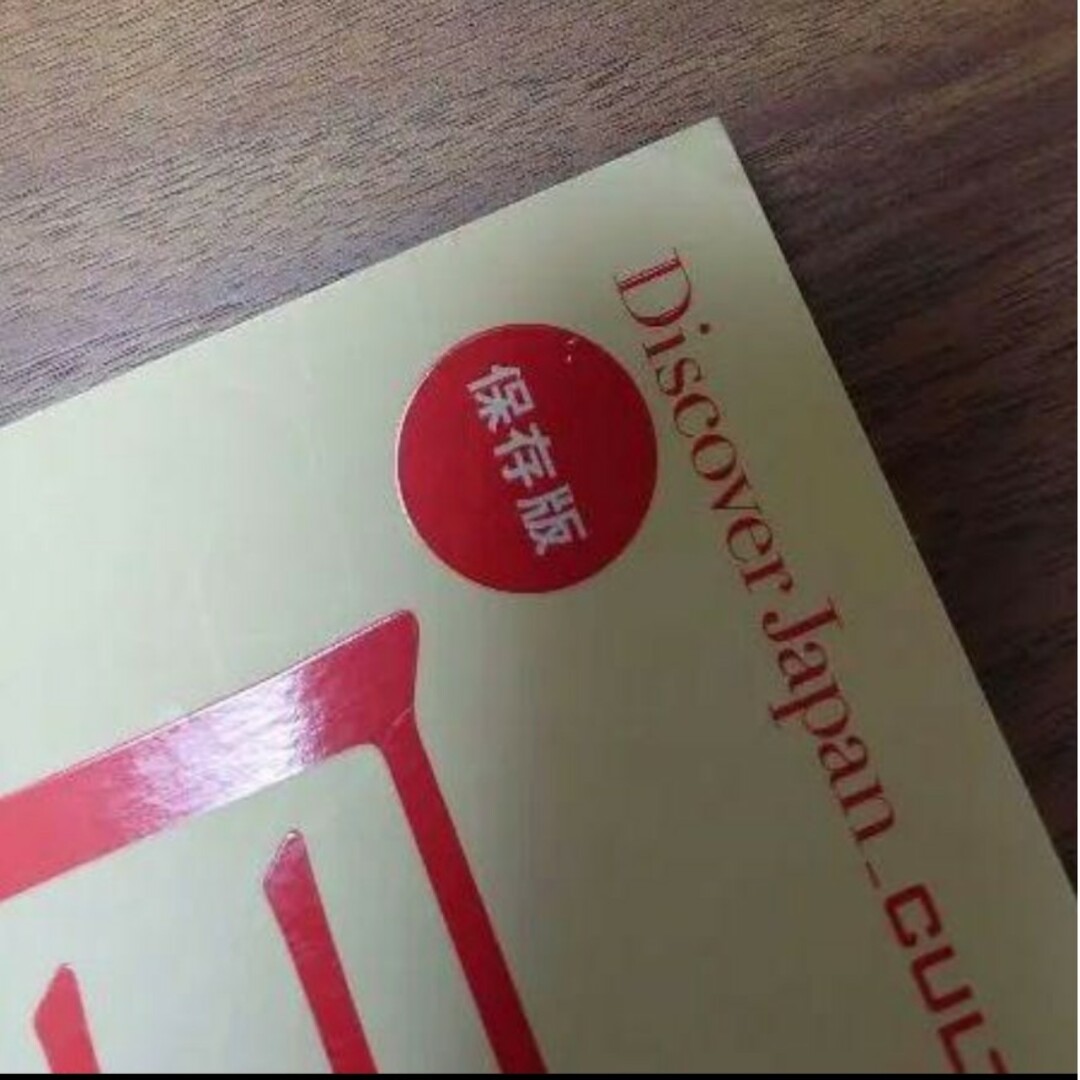 Discover Japan_CUL
保存版